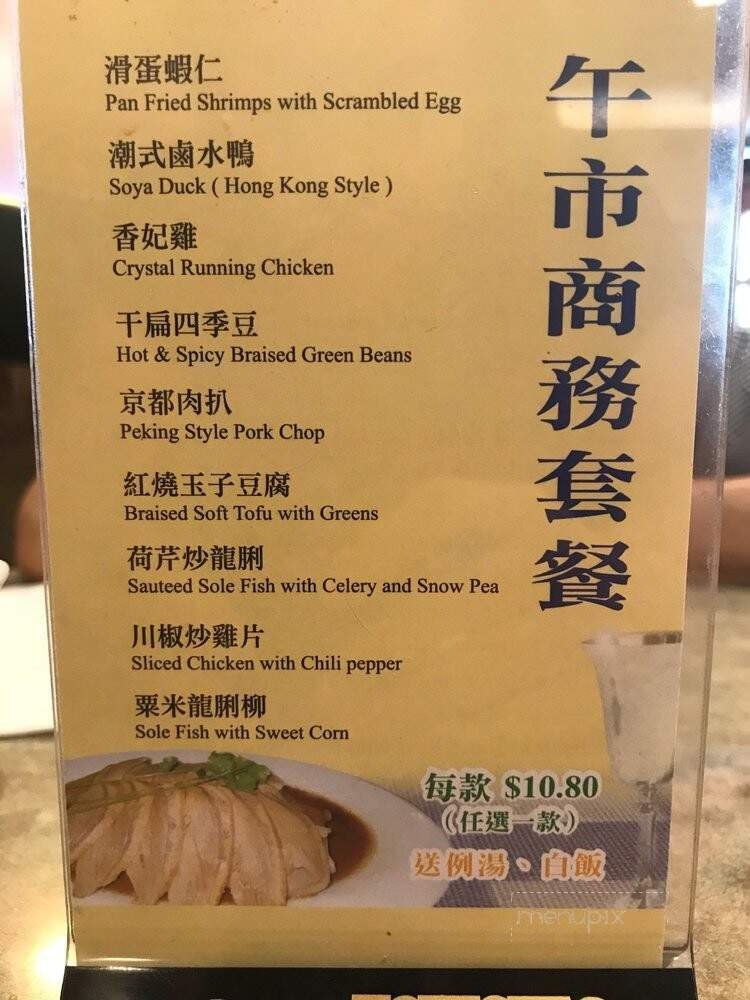 午市商務套餐
滑蛋蝦仁
Pan Fried Shrimps with Scrambled Egg
潮式鹵水鴨
Soya Duck ( Hong Kong Style )
香妃雞
Crystal Running Chicken
干扁四季豆
Hot & Spicy Braised Green Beans
京都肉扒
Peking Style Pork Chop
紅燒玉子豆腐
Braised Soft Tofu with Greens
荷芹炒龍脷
Sauteed Sole Fish with Celery and Snow Pea
川椒炒雞片
Sliced Chicken with Chili pepper
粟米龍脷柳
Sole Fish with Sweet Corn
每款 $10.80
(任選一款)
送例湯、白飯
menupix